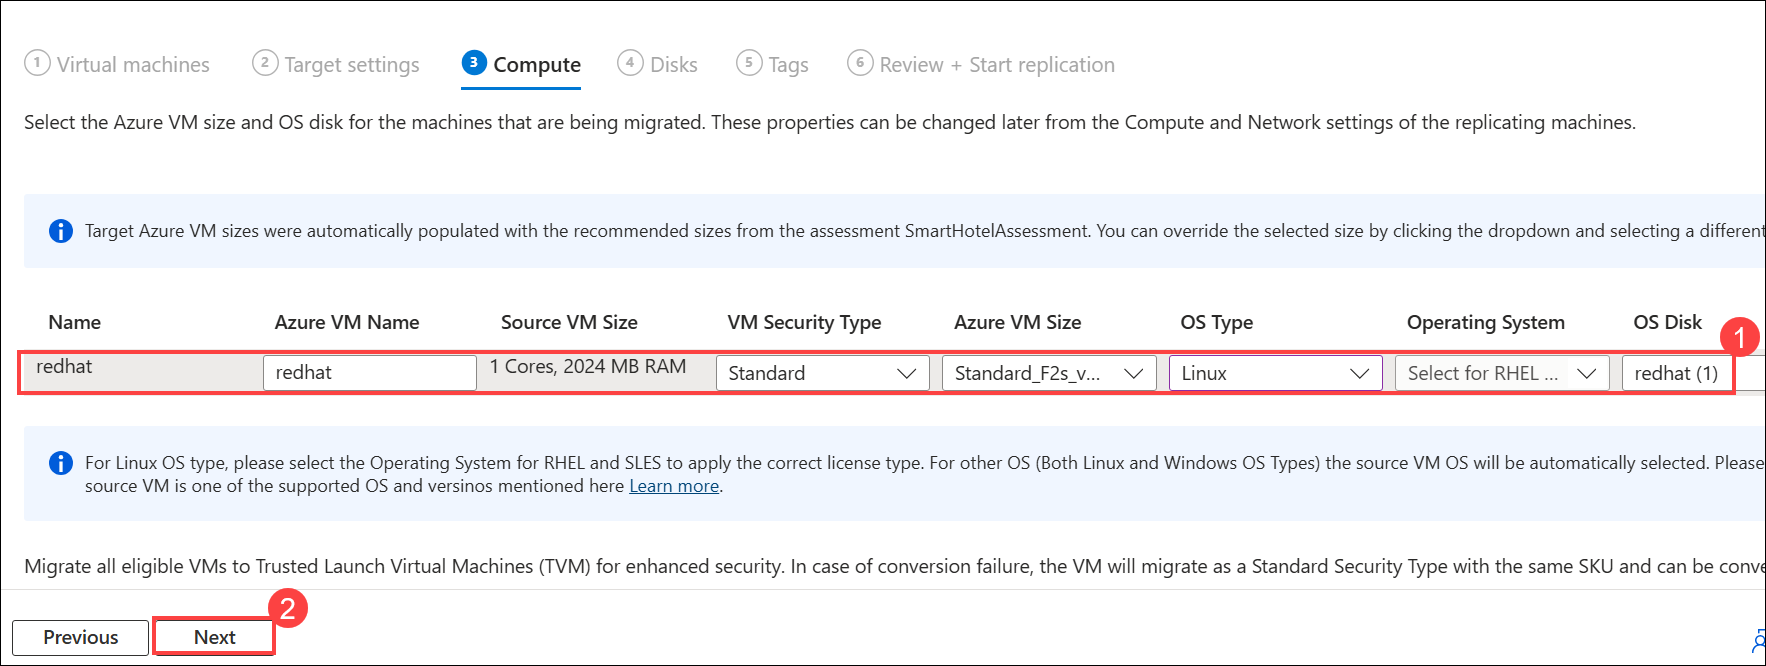 1 Virtual machines 2 Target settings 3 Compute 4 Disks 5 Tags 6 Review + Start replication
Select the Azure VM size and OS disk for the machines that are being migrated. These properties can be changed later from the Compute and Network settings of the replicating machines.
Target Azure VM sizes were automatically populated with the recommended sizes from the assessment SmartHotelAssessment. You can override the selected size by clicking the dropdown and selecting a different
Name Azure VM Name Source VM Size VM Security Type Azure VM Size OS Type Operating System OS Disk
1
redhat redhat 1 Cores, 2024 MB RAM Standard Standard_F2s_v... Linux Select for RHEL ... redhat (1)
For Linux OS type, please select the Operating System for RHEL and SLES to apply the correct license type. For other OS (Both Linux and Windows OS Types) the source VM OS will be automatically selected. Please
source VM is one of the supported OS and versinos mentioned here Learn more.
Migrate all eligible VMs to Trusted Launch Virtual Machines (TVM) for enhanced security. In case of conversion failure, the VM will migrate as a Standard Security Type with the same SKU and can be conve
2
Previous Next